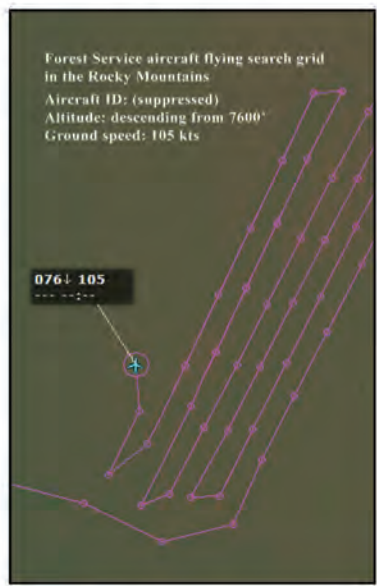 Forest Service aircraft flying search grid
in the Rocky Mountains
Aircraft ID: (suppressed)
Altitude: descending from 7600'
Ground speed: 105 kts
076↓ 105
--- --:--